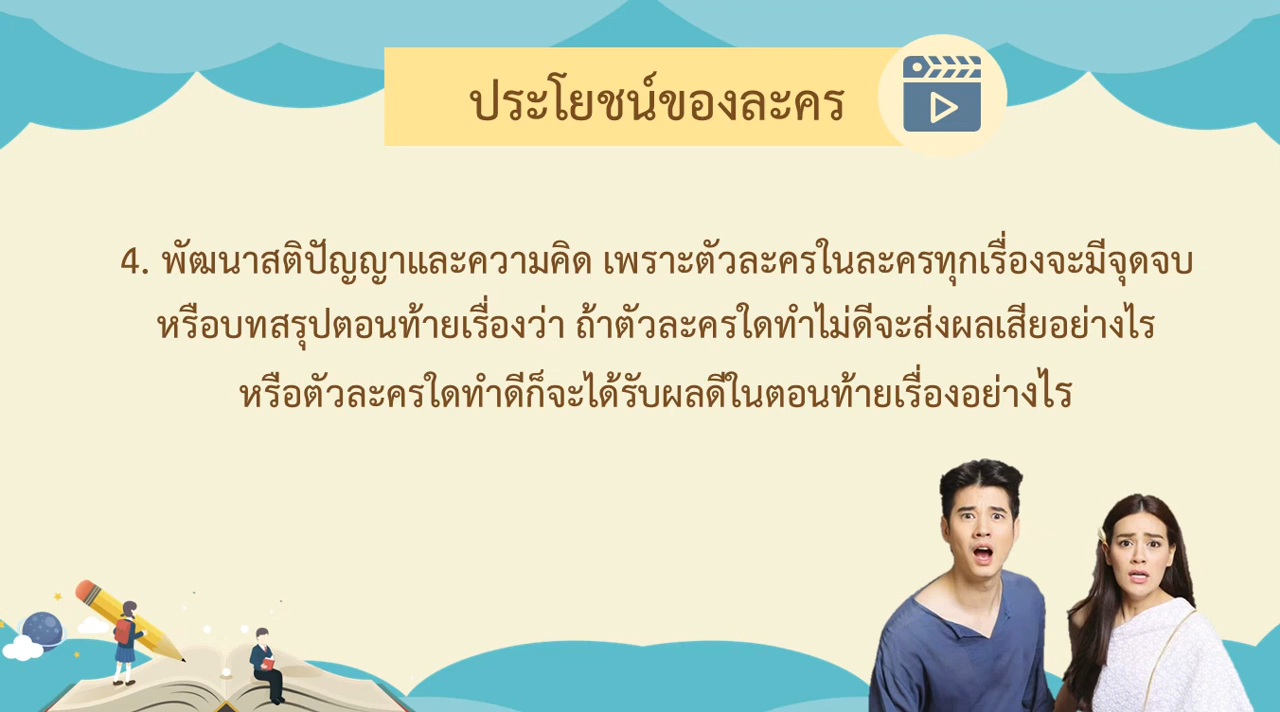 ประโยชน์ของละคร
4. พัฒนาสติปัญญาและความคิด เพราะตัวละครในละครทุกเรื่องจะมีจุดจบ
หรือบทสรุปตอนท้ายเรื่องว่า ถ้าตัวละครใดทำไม่ดีจะส่งผลเสียอย่างไร
หรือตัวละครใดทำดีก็จะได้รับผลดีในตอนท้ายเรื่องอย่างไร